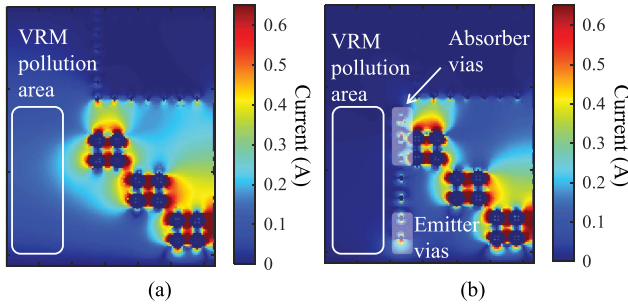 VRM
pollution
area
0.6
0.5
0.4
0.3
0.2
0.1
0
Current (A)
(a)
VRM
pollution
area
Absorber
vias
Emitter
vias
0.6
0.5
0.4
0.3
0.2
0.1
0
Current (A)
(b)